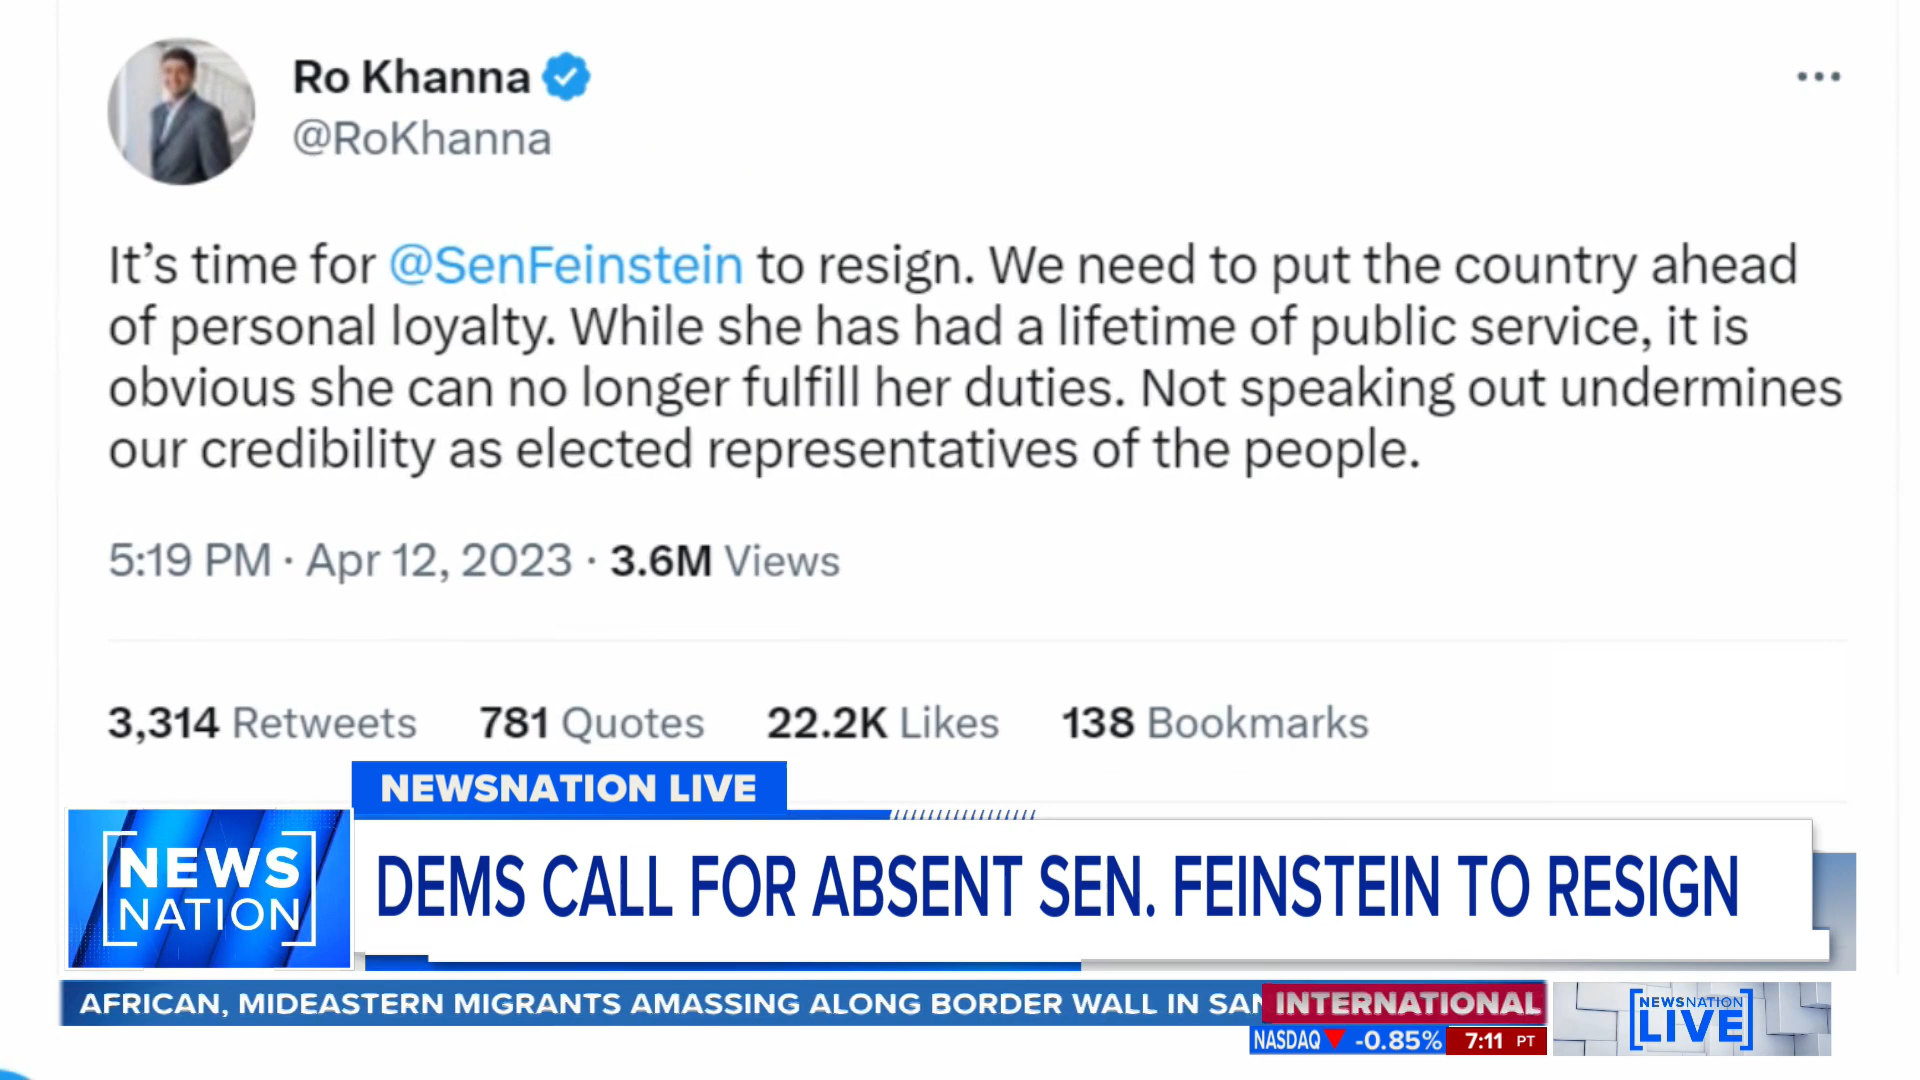 Ro Khanna
@RoKhanna
It’s time for @SenFeinstein to resign. We need to put the country ahead
of personal loyalty. While she has had a lifetime of public service, it is
obvious she can no longer fulfill her duties. Not speaking out undermines
our credibility as elected representatives of the people.
5:19 PM · Apr 12, 2023 · 3.6M Views
3,314 Retweets 781 Quotes 22.2K Likes 138 Bookmarks
NEWSNATION LIVE
NEWS
NATION
DEMS CALL FOR ABSENT SEN. FEINSTEIN TO RESIGN
AFRICAN, MIDEASTERN MIGRANTS AMASSING ALONG BORDER WALL IN SAN
INTERNATIONAL
NASDAQ -0.85% 7:11 PT
NEWSNATION
LIVE